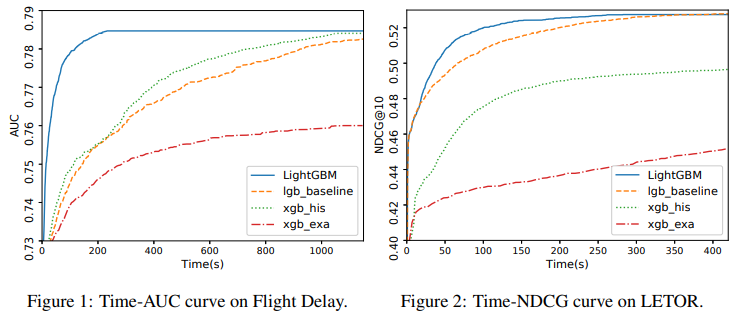 0.79
0.78
0.77
0.76
0.75
0.74
0.73
AUC
0
200
400
600
800
1000
Time(s)
LightGBM
lgb_baseline
xgb_his
xgb_exa
Figure 1: Time-AUC curve on Flight Delay.
0.52
0.50
0.48
0.46
0.44
0.42
0.40
NDCG@10
0
50
100
150
200
250
300
350
400
Time(s)
LightGBM
lgb_baseline
xgb_his
xgb_exa
Figure 2: Time-NDCG curve on LETOR.